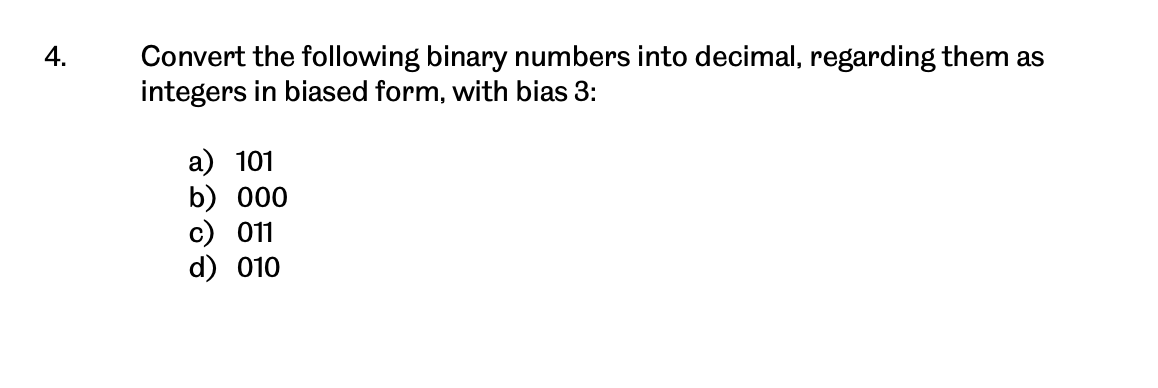 4. Convert the following binary numbers into decimal, regarding them as
integers in biased form, with bias 3:
a) 101
b) 000
c) 011
d) 010